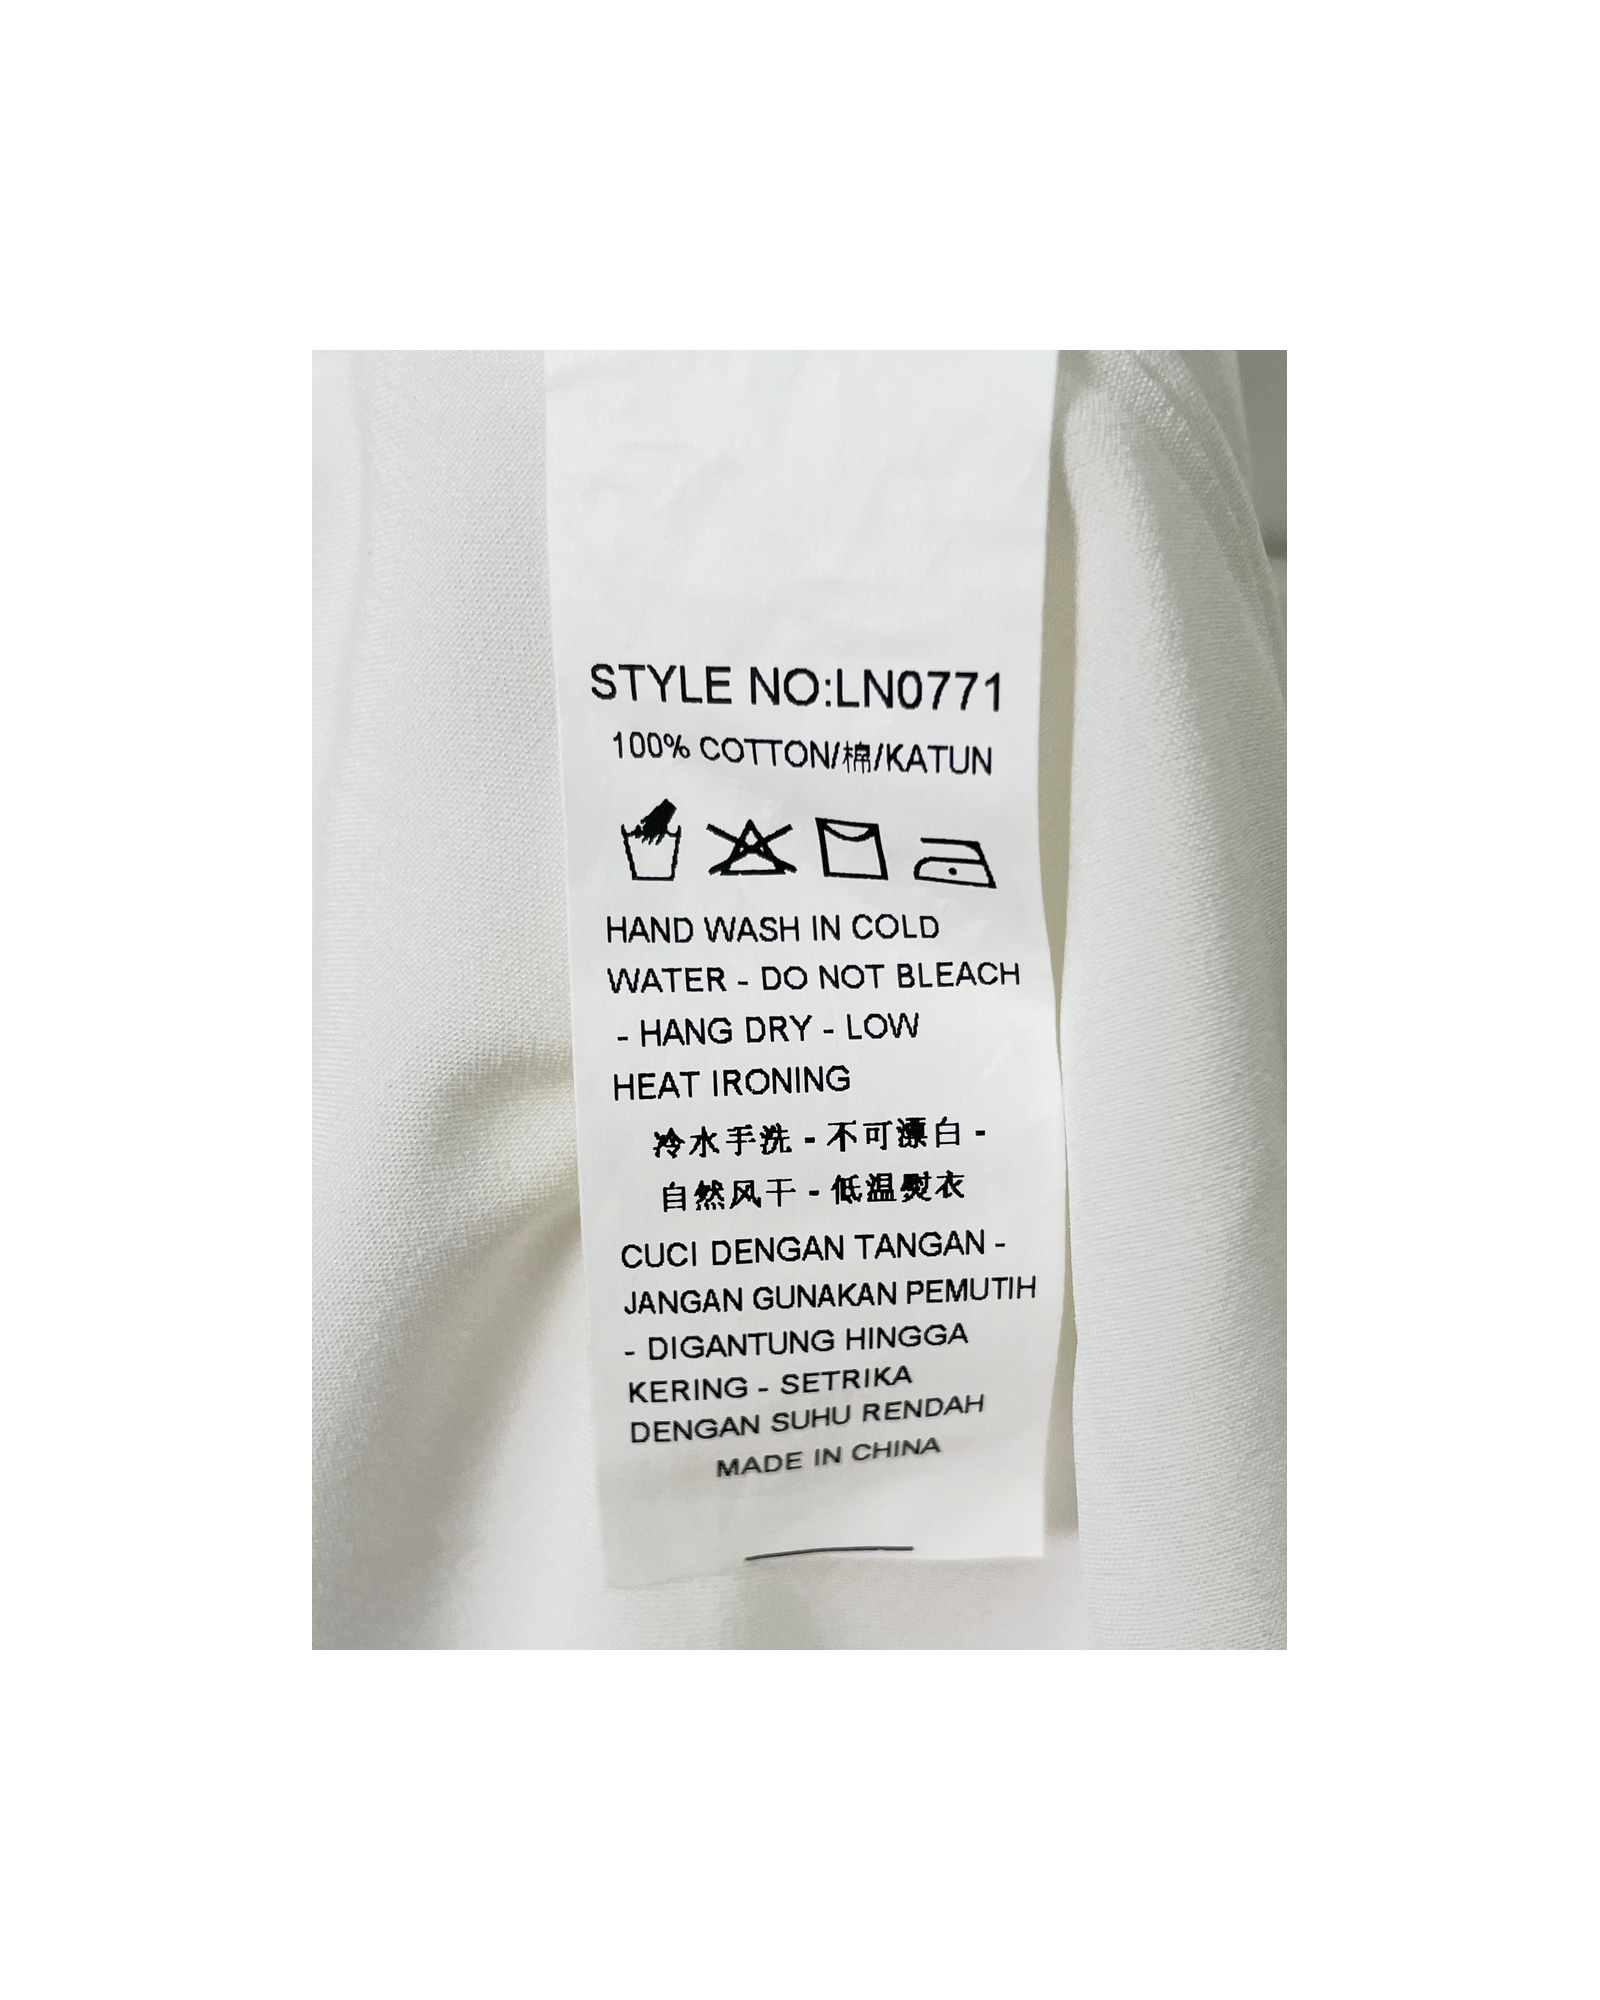 STYLE NO:LN0771
100% COTTON/棉/KATUN
HAND WASH IN COLD
WATER - DO NOT BLEACH
- HANG DRY - LOW
HEAT IRONING
冷水手洗 - 不可漂白 -
自然风干 - 低温熨衣
CUCI DENGAN TANGAN -
JANGAN GUNAKAN PEMUTIH
- DIGANTUNG HINGGA
KERING - SETRIKA
DENGAN SUHU RENDAH
MADE IN CHINA